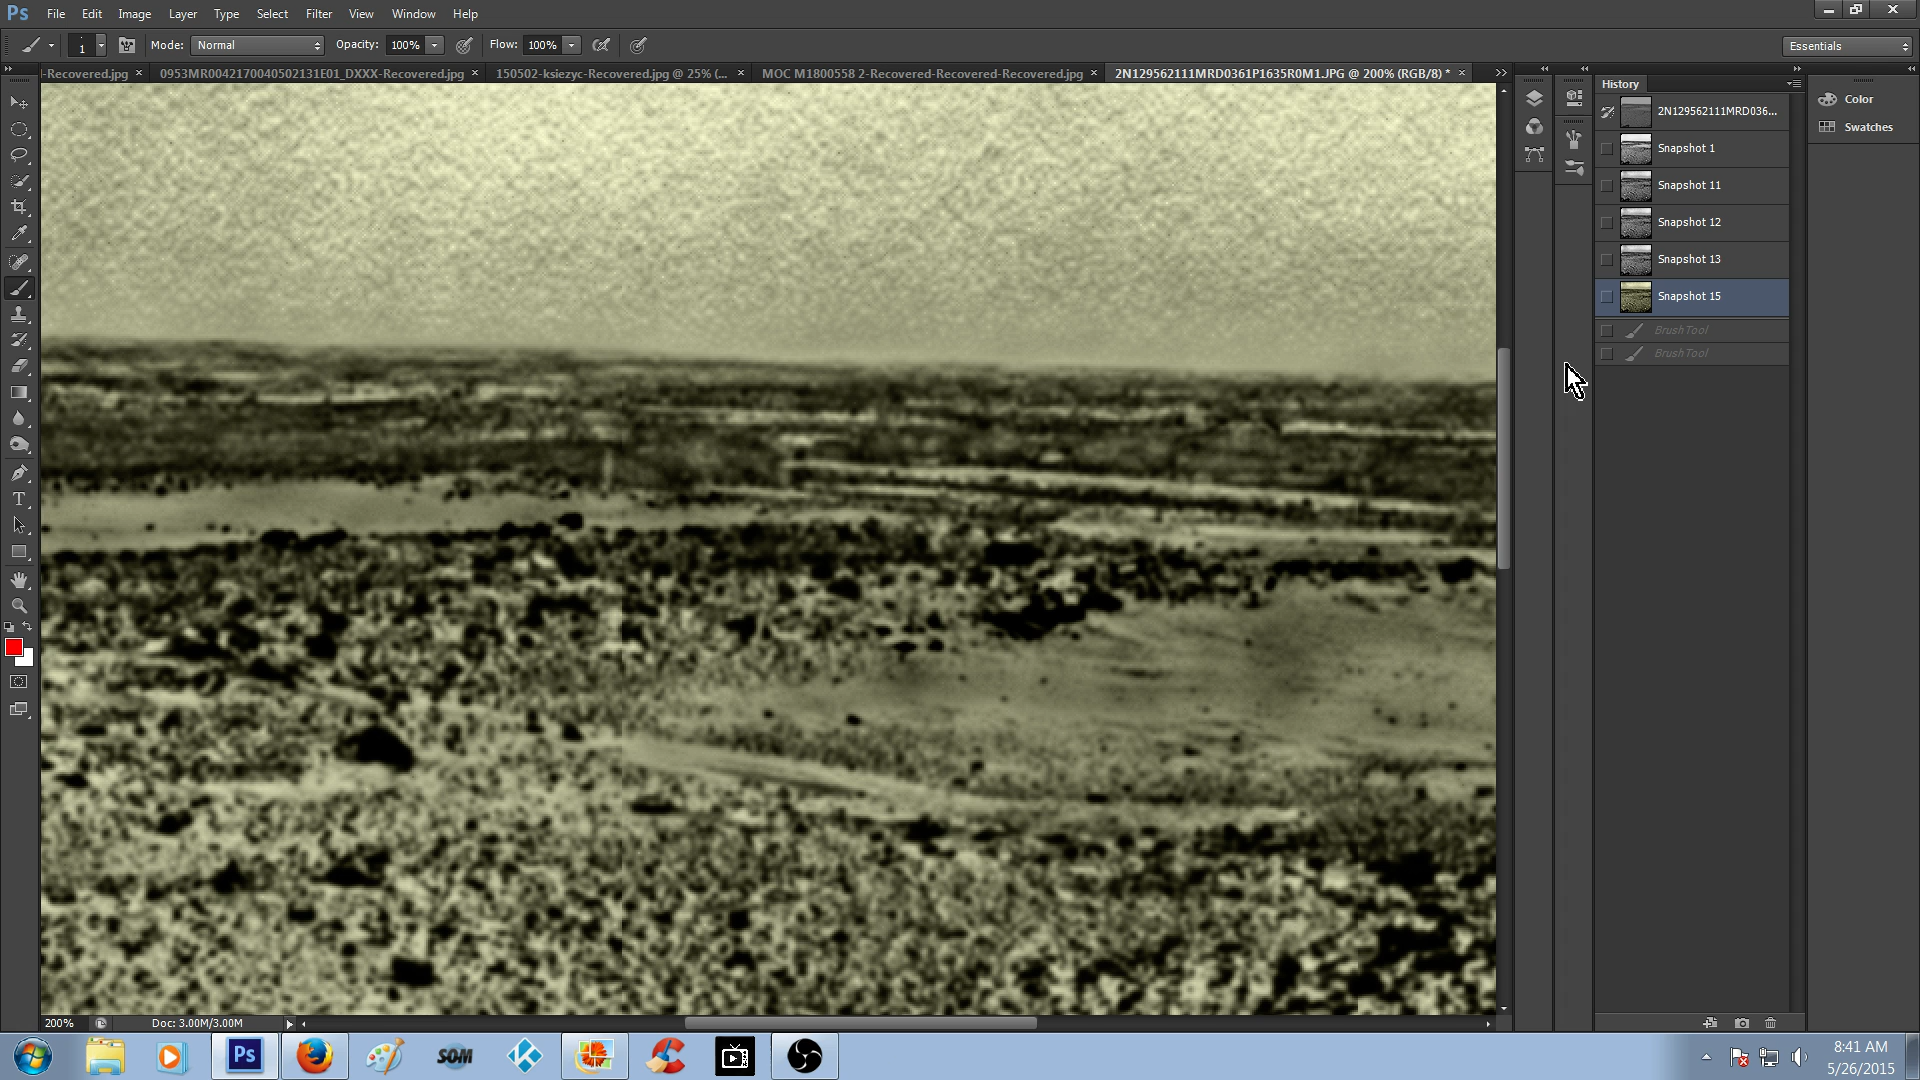 Ps File Edit Image Layer Type Select Filter View Window Help
1 Mode: Normal Opacity: 100% Flow: 100% Essentials
-Recovered.jpg × 0953MR0042170040502131E01_DXXX-Recovered.jpg × 150502-ksiezyc-Recovered.jpg @ 25% (... × MOC M1800558 2-Recovered-Recovered-Recovered.jpg × 2N129562111MRD0361P1635R0M1.JPG @ 200% (RGB/8) * ×
History
Color
2N129562111MRD036...
Swatches
Snapshot 1
Snapshot 11
Snapshot 12
Snapshot 13
Snapshot 15
Brush Tool
Brush Tool
T
200% Doc: 3.00M/3.00M
Ps SOM
8:41 AM
5/26/2015